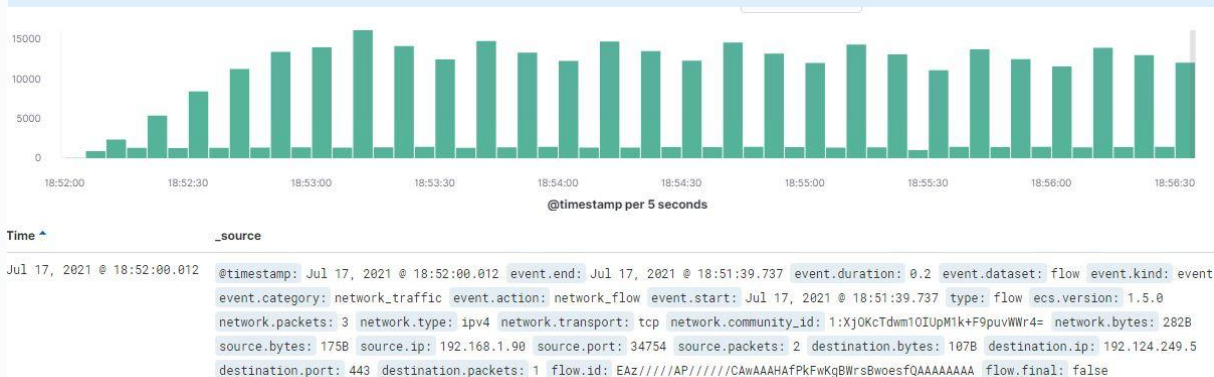 15000
10000
5000
0
18:52:00 18:52:30 18:53:00 18:53:30 18:54:00 18:54:30 18:55:00 18:55:30 18:56:00 18:56:30
@timestamp per 5 seconds
Time _source
Jul 17, 2021 @ 18:52:00.012 @timestamp: Jul 17, 2021 @ 18:52:00.012 event.end: Jul 17, 2021 @ 18:51:39.737 event.duration: 0.2 event.dataset: flow event.kind: event
event.category: network_traffic event.action: network_flow event.start: Jul 17, 2021 @ 18:51:39.737 type: flow ecs.version: 1.5.0
network.packets: 3 network.type: ipv4 network.transport: tcp network.community_id: 1:XjOKcTdwm1OIUpM1k+F9puvWWr4= network.bytes: 282B
source.bytes: 175B source.ip: 192.168.1.90 source.port: 34754 source.packets: 2 destination.bytes: 107B destination.ip: 192.124.249.5
destination.port: 443 destination.packets: 1 flow.id: EAz/////AP//////CAwAAAHAfPkFwKgBWrsBwoesfQAAAAAAAA flow.final: false